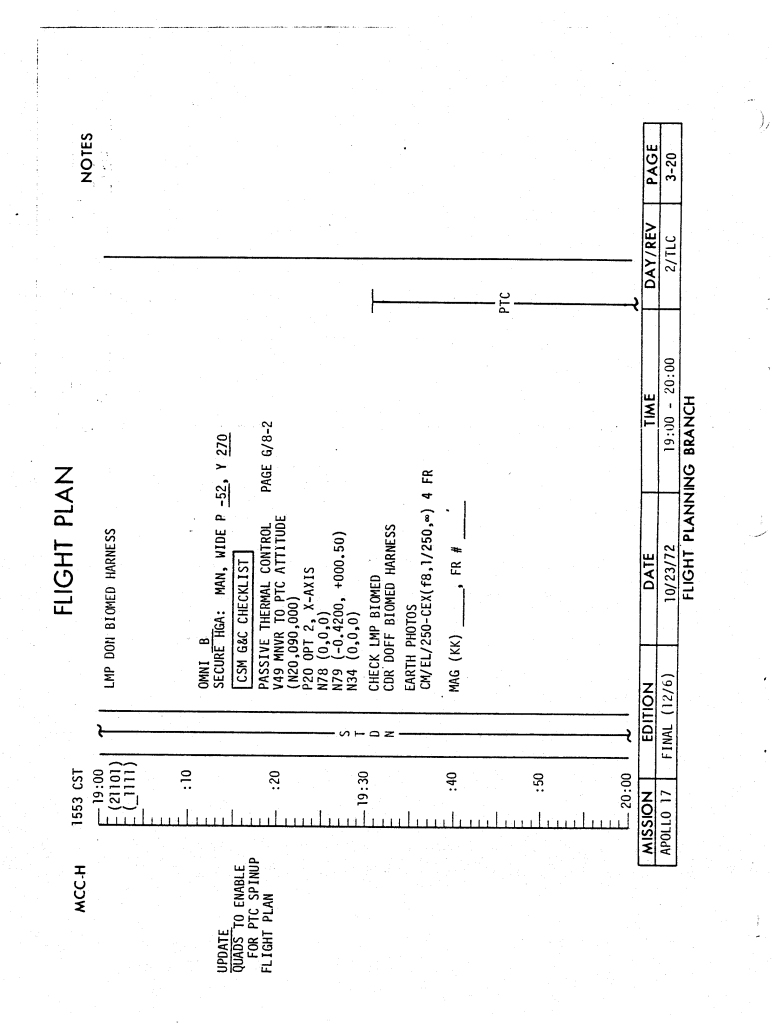 FLIGHT PLAN
MCC-H
1553 CST
NOTES
19:00
(21101)
(_1111)
:10
:20
19:30
:40
:50
20:00
UPDATE
QUADS TO ENABLE
FOR PTC SPINUP
FLIGHT PLAN
S
T
D
N
LMP DON BIOMED HARNESS
OMNI B
SECURE HGA: MAN, WIDE P -52, Y 270
CSM G&C CHECKLIST
PASSIVE THERMAL CONTROL PAGE G/8-2
V49 MNVR TO PTC ATTITUDE
(N20,090,000)
P20 OPT 2, X-AXIS
N78 (0,0,0)
N79 (-0.4200, +000.50)
N34 (0,0,0)
CHECK LMP BIOMED
CDR DOFF BIOMED HARNESS
EARTH PHOTOS
CM/EL/250-CEX(f8,1/250,∞) 4 FR
MAG (KK) ____, FR # ____
PTC
MISSION EDITION DATE TIME DAY/REV PAGE
APOLLO 17 FINAL (12/6) 10/23/72 19:00 - 20:00 2/TLC 3-20
FLIGHT PLANNING BRANCH